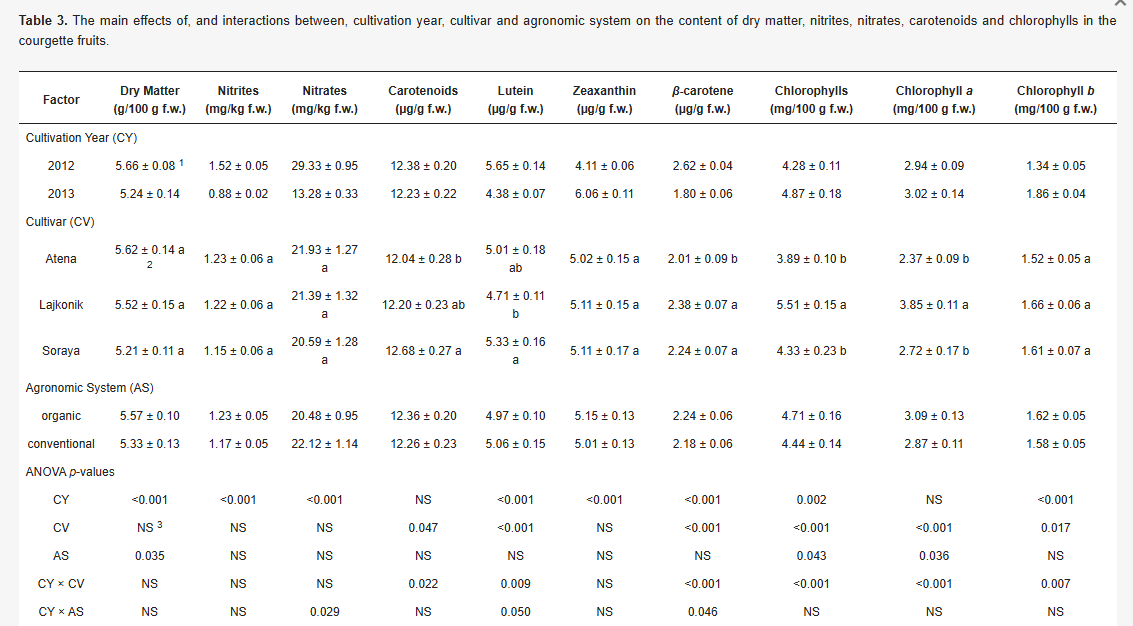 Table 3. The main effects of, and interactions between, cultivation year, cultivar and agronomic system on the content of dry matter, nitrites, nitrates, carotenoids and chlorophylls in the
courgette fruits.
Factor Dry Matter (g/100 g f.w.) Nitrites (mg/kg f.w.) Nitrates (mg/kg f.w.) Carotenoids (µg/g f.w.) Lutein (µg/g f.w.) Zeaxanthin (µg/g f.w.) β-carotene (µg/g f.w.) Chlorophylls (mg/100 g f.w.) Chlorophyll a (mg/100 g f.w.) Chlorophyll b (mg/100 g f.w.)
Cultivation Year (CY)
2012 5.66 ± 0.08 1 1.52 ± 0.05 29.33 ± 0.95 12.38 ± 0.20 5.65 ± 0.14 4.11 ± 0.06 2.62 ± 0.04 4.28 ± 0.11 2.94 ± 0.09 1.34 ± 0.05
2013 5.24 ± 0.14 0.88 ± 0.02 13.28 ± 0.33 12.23 ± 0.22 4.38 ± 0.07 6.06 ± 0.11 1.80 ± 0.06 4.87 ± 0.18 3.02 ± 0.14 1.86 ± 0.04
Cultivar (CV)
Atena 5.62 ± 0.14 a 2 1.23 ± 0.06 a 21.93 ± 1.27 a 12.04 ± 0.28 b 5.01 ± 0.18 ab 5.02 ± 0.15 a 2.01 ± 0.09 b 3.89 ± 0.10 b 2.37 ± 0.09 b 1.52 ± 0.05 a
Lajkonik 5.52 ± 0.15 a 1.22 ± 0.06 a 21.39 ± 1.32 a 12.20 ± 0.23 ab 4.71 ± 0.11 b 5.11 ± 0.15 a 2.38 ± 0.07 a 5.51 ± 0.15 a 3.85 ± 0.11 a 1.66 ± 0.06 a
Soraya 5.21 ± 0.11 a 1.15 ± 0.06 a 20.59 ± 1.28 a 12.68 ± 0.27 a 5.33 ± 0.16 a 5.11 ± 0.17 a 2.24 ± 0.07 a 4.33 ± 0.23 b 2.72 ± 0.17 b 1.61 ± 0.07 a
Agronomic System (AS)
organic 5.57 ± 0.10 1.23 ± 0.05 20.48 ± 0.95 12.36 ± 0.20 4.97 ± 0.10 5.15 ± 0.13 2.24 ± 0.06 4.71 ± 0.16 3.09 ± 0.13 1.62 ± 0.05
conventional 5.33 ± 0.13 1.17 ± 0.05 22.12 ± 1.14 12.26 ± 0.23 5.06 ± 0.15 5.01 ± 0.13 2.18 ± 0.06 4.44 ± 0.14 2.87 ± 0.11 1.58 ± 0.05
ANOVA p-values
CY <0.001 <0.001 <0.001 NS <0.001 <0.001 <0.001 0.002 NS <0.001
CV NS 3 NS NS 0.047 <0.001 NS <0.001 <0.001 <0.001 0.017
AS 0.035 NS NS NS NS NS NS 0.043 0.036 NS
CY × CV NS NS NS 0.022 0.009 NS <0.001 <0.001 <0.001 0.007
CY × AS NS NS 0.029 NS 0.050 NS 0.046 NS NS NS